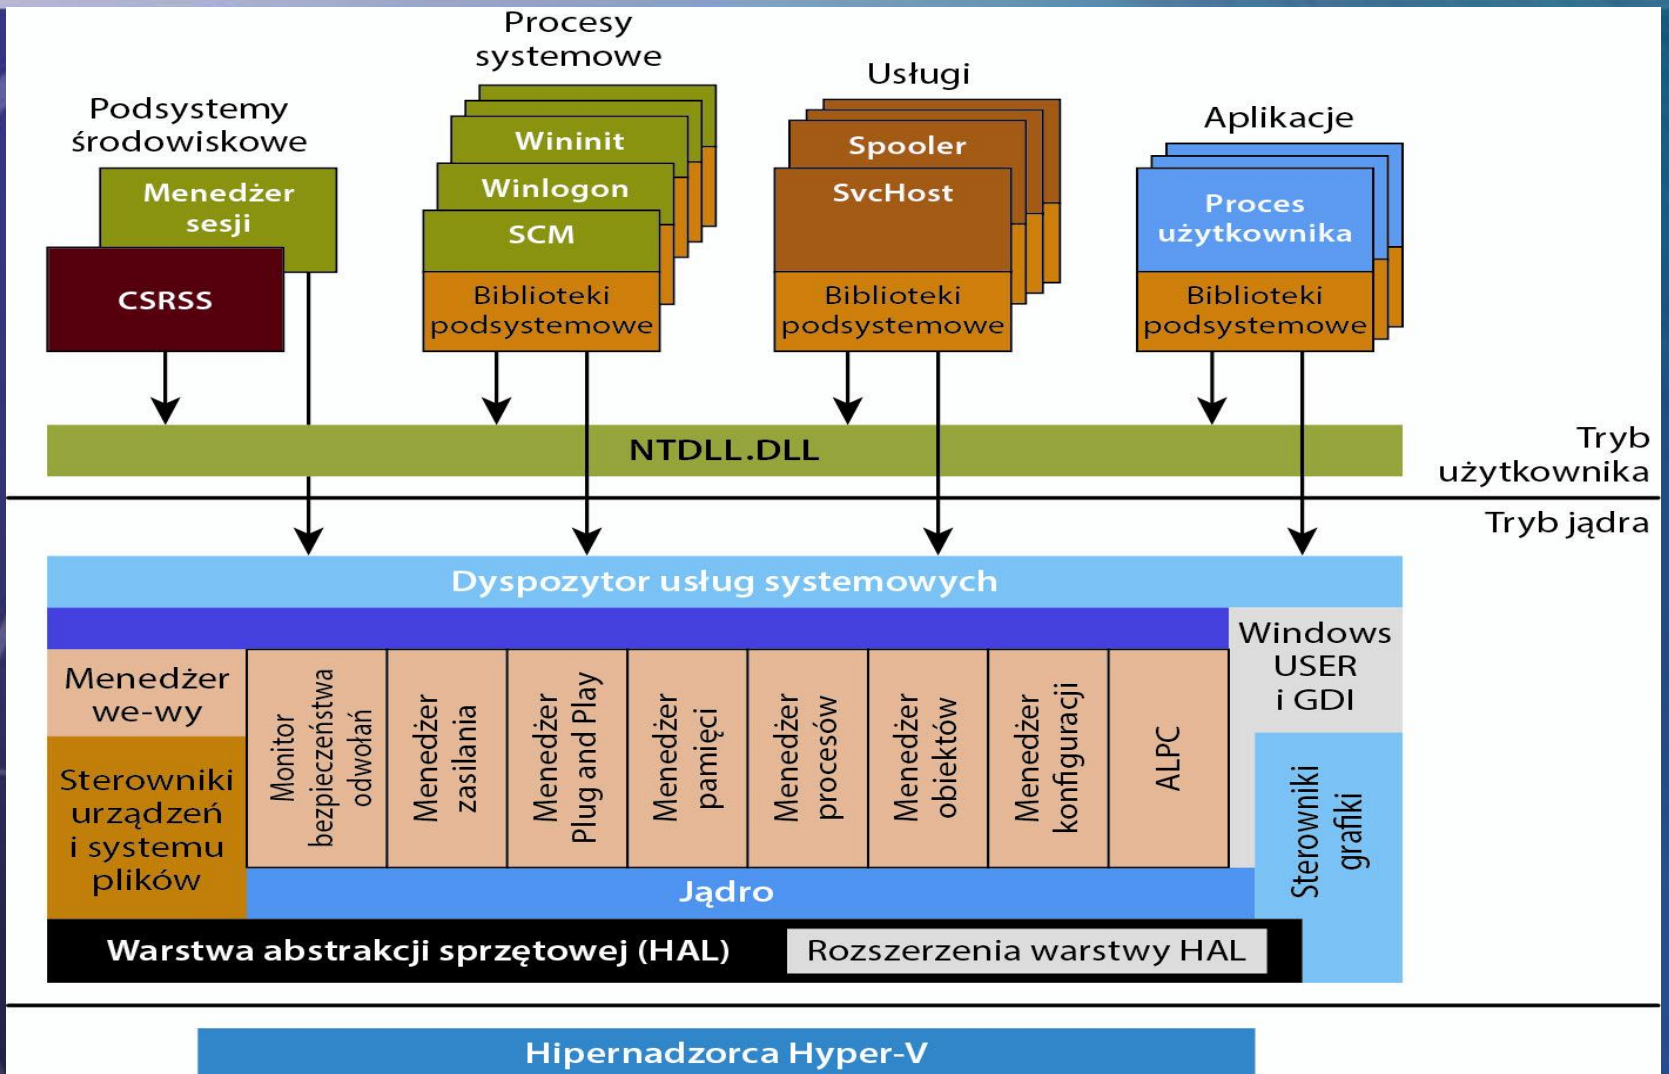 Procesy
systemowe
Usługi
Podsystemy
środowiskowe
Aplikacje
Wininit
Winlogon
SCM
Biblioteki
podsystemowe
Spooler
SvcHost
Biblioteki
podsystemowe
Menedżer
sesji
CSRSS
Proces
użytkownika
Biblioteki
podsystemowe
NTDLL.DLL
Tryb
użytkownika
Tryb jądra
Dyspozytor usług systemowych
Menedżer
we-wy
Sterowniki
urządzeń
i systemu
plików
Monitor
bezpieczeństwa
odwołań
Menedżer
zasilania
Menedżer
Plug and Play
Menedżer
pamięci
Menedżer
procesów
Menedżer
obiektów
Menedżer
konfiguracji
ALPC
Windows
USER
i GDI
Sterowniki
grafiki
Jądro
Warstwa abstrakcji sprzętowej (HAL)
Rozszerzenia warstwy HAL
Hipernadzorca Hyper-V